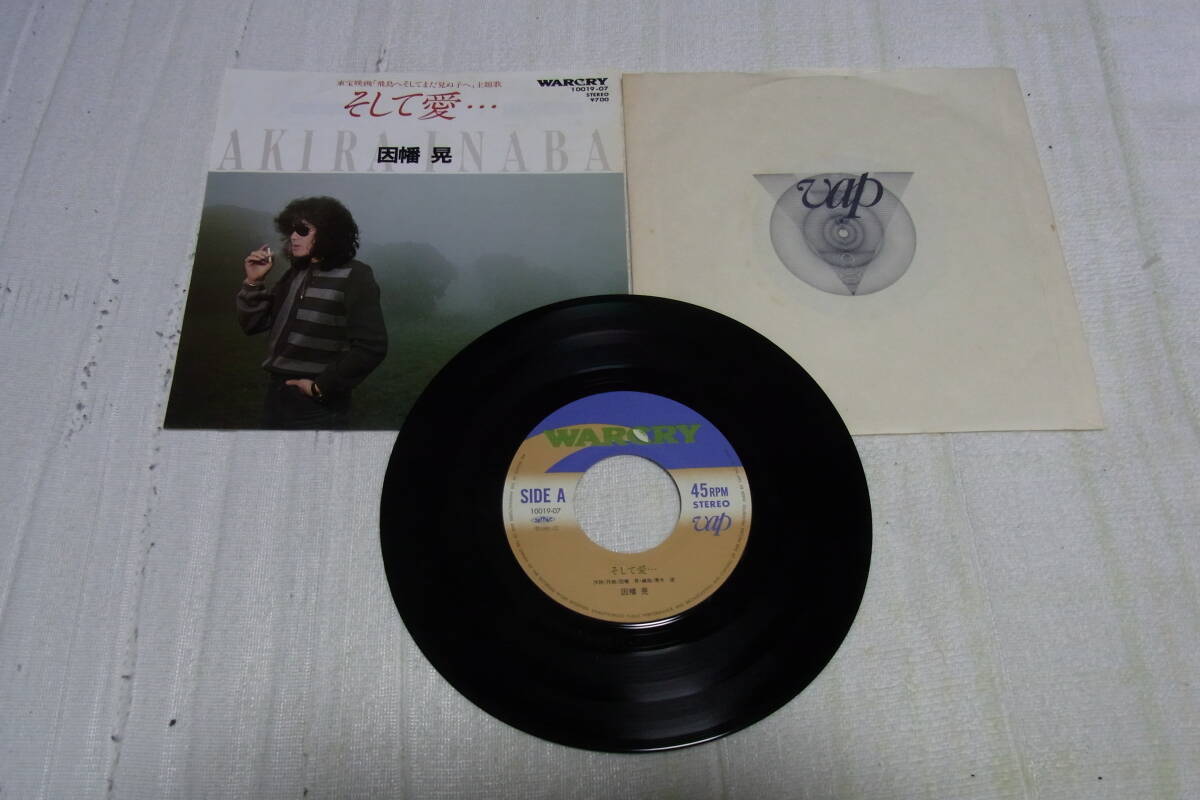 東宝映画「飛鳥へそしてまだ見ぬ子へ」主題歌
そして愛…
WARCRY
10019-07
STEREO
¥700
AKIRA INABA
因幡 晃
vap
WARCRY
SIDE A
10019-07
45RPM
STEREO
vap
そして愛…
因幡 晃